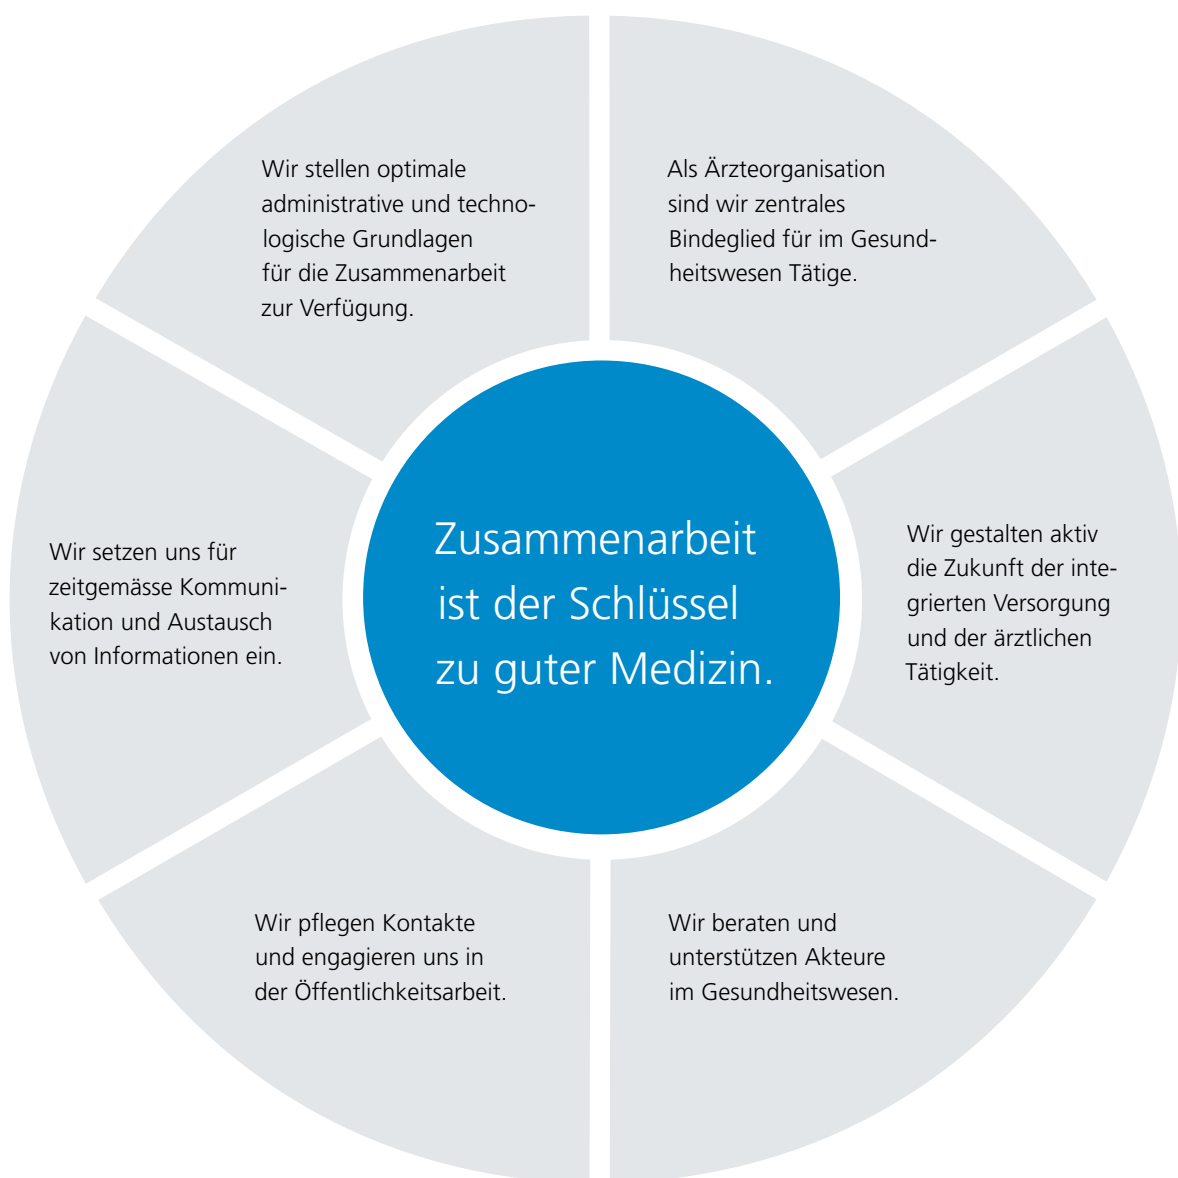 Wir stellen optimale
administrative und techno-
logische Grundlagen
für die Zusammenarbeit
zur Verfügung.
Als Ärzteorganisation
sind wir zentrales
Bindeglied für im Gesund-
heitswesen Tätige.
Wir setzen uns für
zeitgemässe Kommuni-
kation und Austausch
von Informationen ein.
Zusammenarbeit
ist der Schlüssel
zu guter Medizin.
Wir gestalten aktiv
die Zukunft der inte-
grierten Versorgung
und der ärztlichen
Tätigkeit.
Wir pflegen Kontakte
und engagieren uns in
der Öffentlichkeitsarbeit.
Wir beraten und
unterstützen Akteure
im Gesundheitswesen.